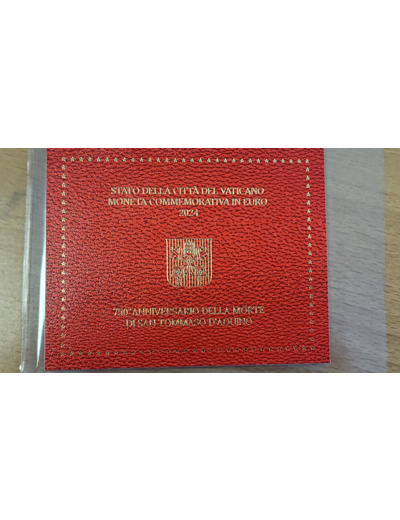 STATO DELLA CITTÀ DEL VATICANO
MONETA COMMEMORATIVA IN EURO
2024
750° ANNIVERSARIO DELLA MORTE
DI SAN TOMMASO D'AQUINO